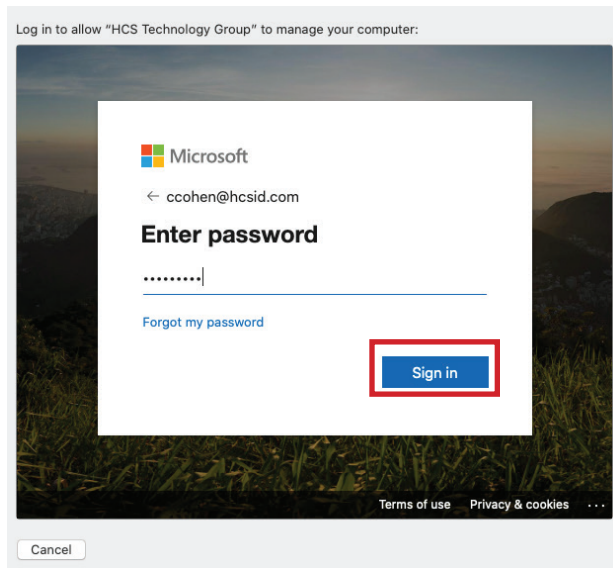 Log in to allow “HCS Technology Group” to manage your computer:
Microsoft
← ccohen@hcsid.com
Enter password
•••••••••
Forgot my password
Sign in
Terms of use Privacy & cookies ...
Cancel